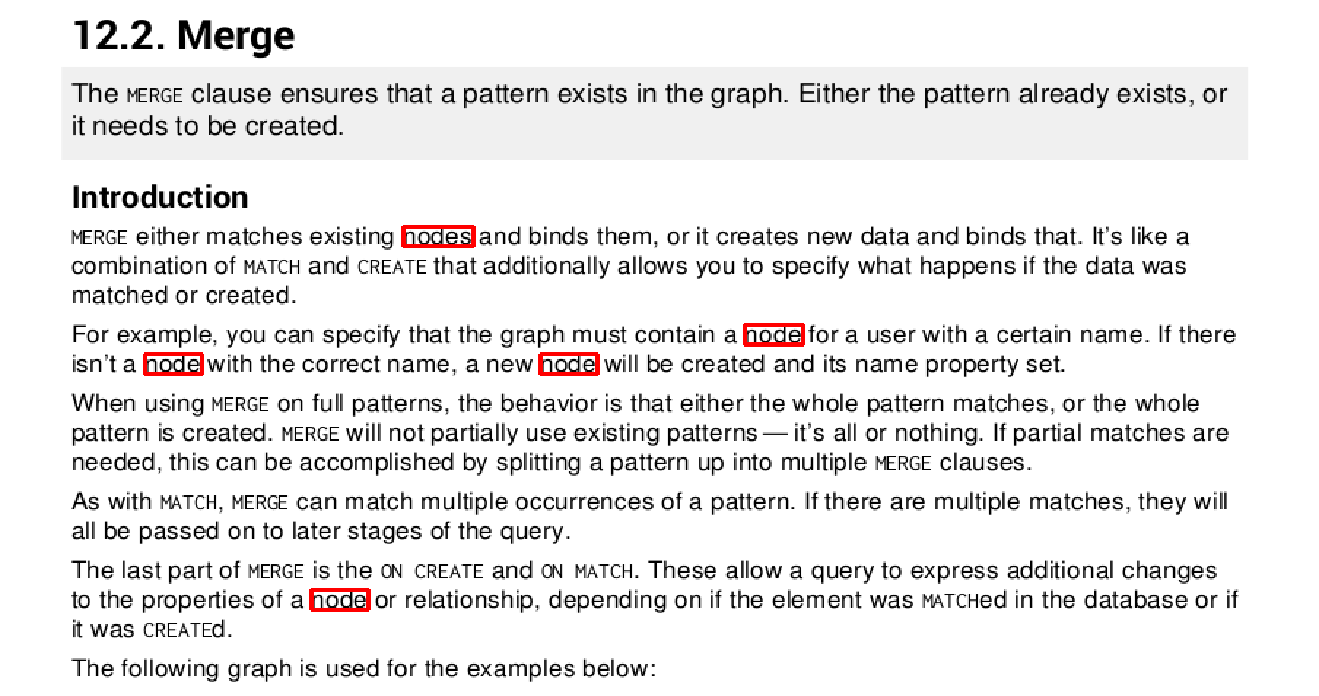 12.2. Merge
The MERGE clause ensures that a pattern exists in the graph. Either the pattern already exists, or
it needs to be created.
Introduction
MERGE either matches existing nodes and binds them, or it creates new data and binds that. It’s like a
combination of MATCH and CREATE that additionally allows you to specify what happens if the data was
matched or created.
For example, you can specify that the graph must contain a node for a user with a certain name. If there
isn’t a node with the correct name, a new node will be created and its name property set.
When using MERGE on full patterns, the behavior is that either the whole pattern matches, or the whole
pattern is created. MERGE will not partially use existing patterns — it’s all or nothing. If partial matches are
needed, this can be accomplished by splitting a pattern up into multiple MERGE clauses.
As with MATCH, MERGE can match multiple occurrences of a pattern. If there are multiple matches, they will
all be passed on to later stages of the query.
The last part of MERGE is the ON CREATE and ON MATCH. These allow a query to express additional changes
to the properties of a node or relationship, depending on if the element was MATCHed in the database or if
it was CREATEd.
The following graph is used for the examples below: